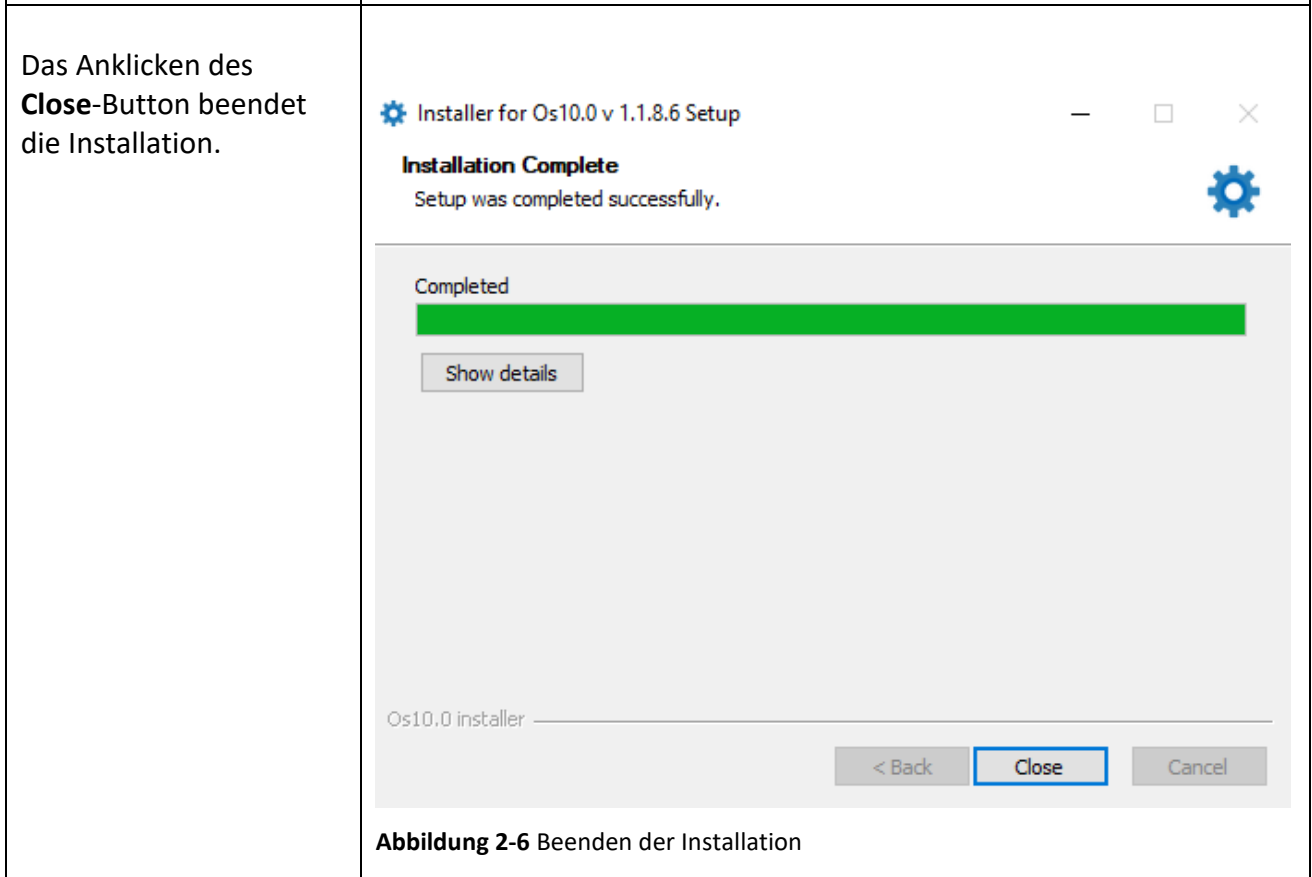 Das Anklicken des
Close-Button beendet
die Installation.
Installer for Os10.0 v 1.1.8.6 Setup
Installation Complete
Setup was completed successfully.
Completed
Show details
Os10.0 installer
< Back
Close
Cancel
Abbildung 2-6 Beenden der Installation